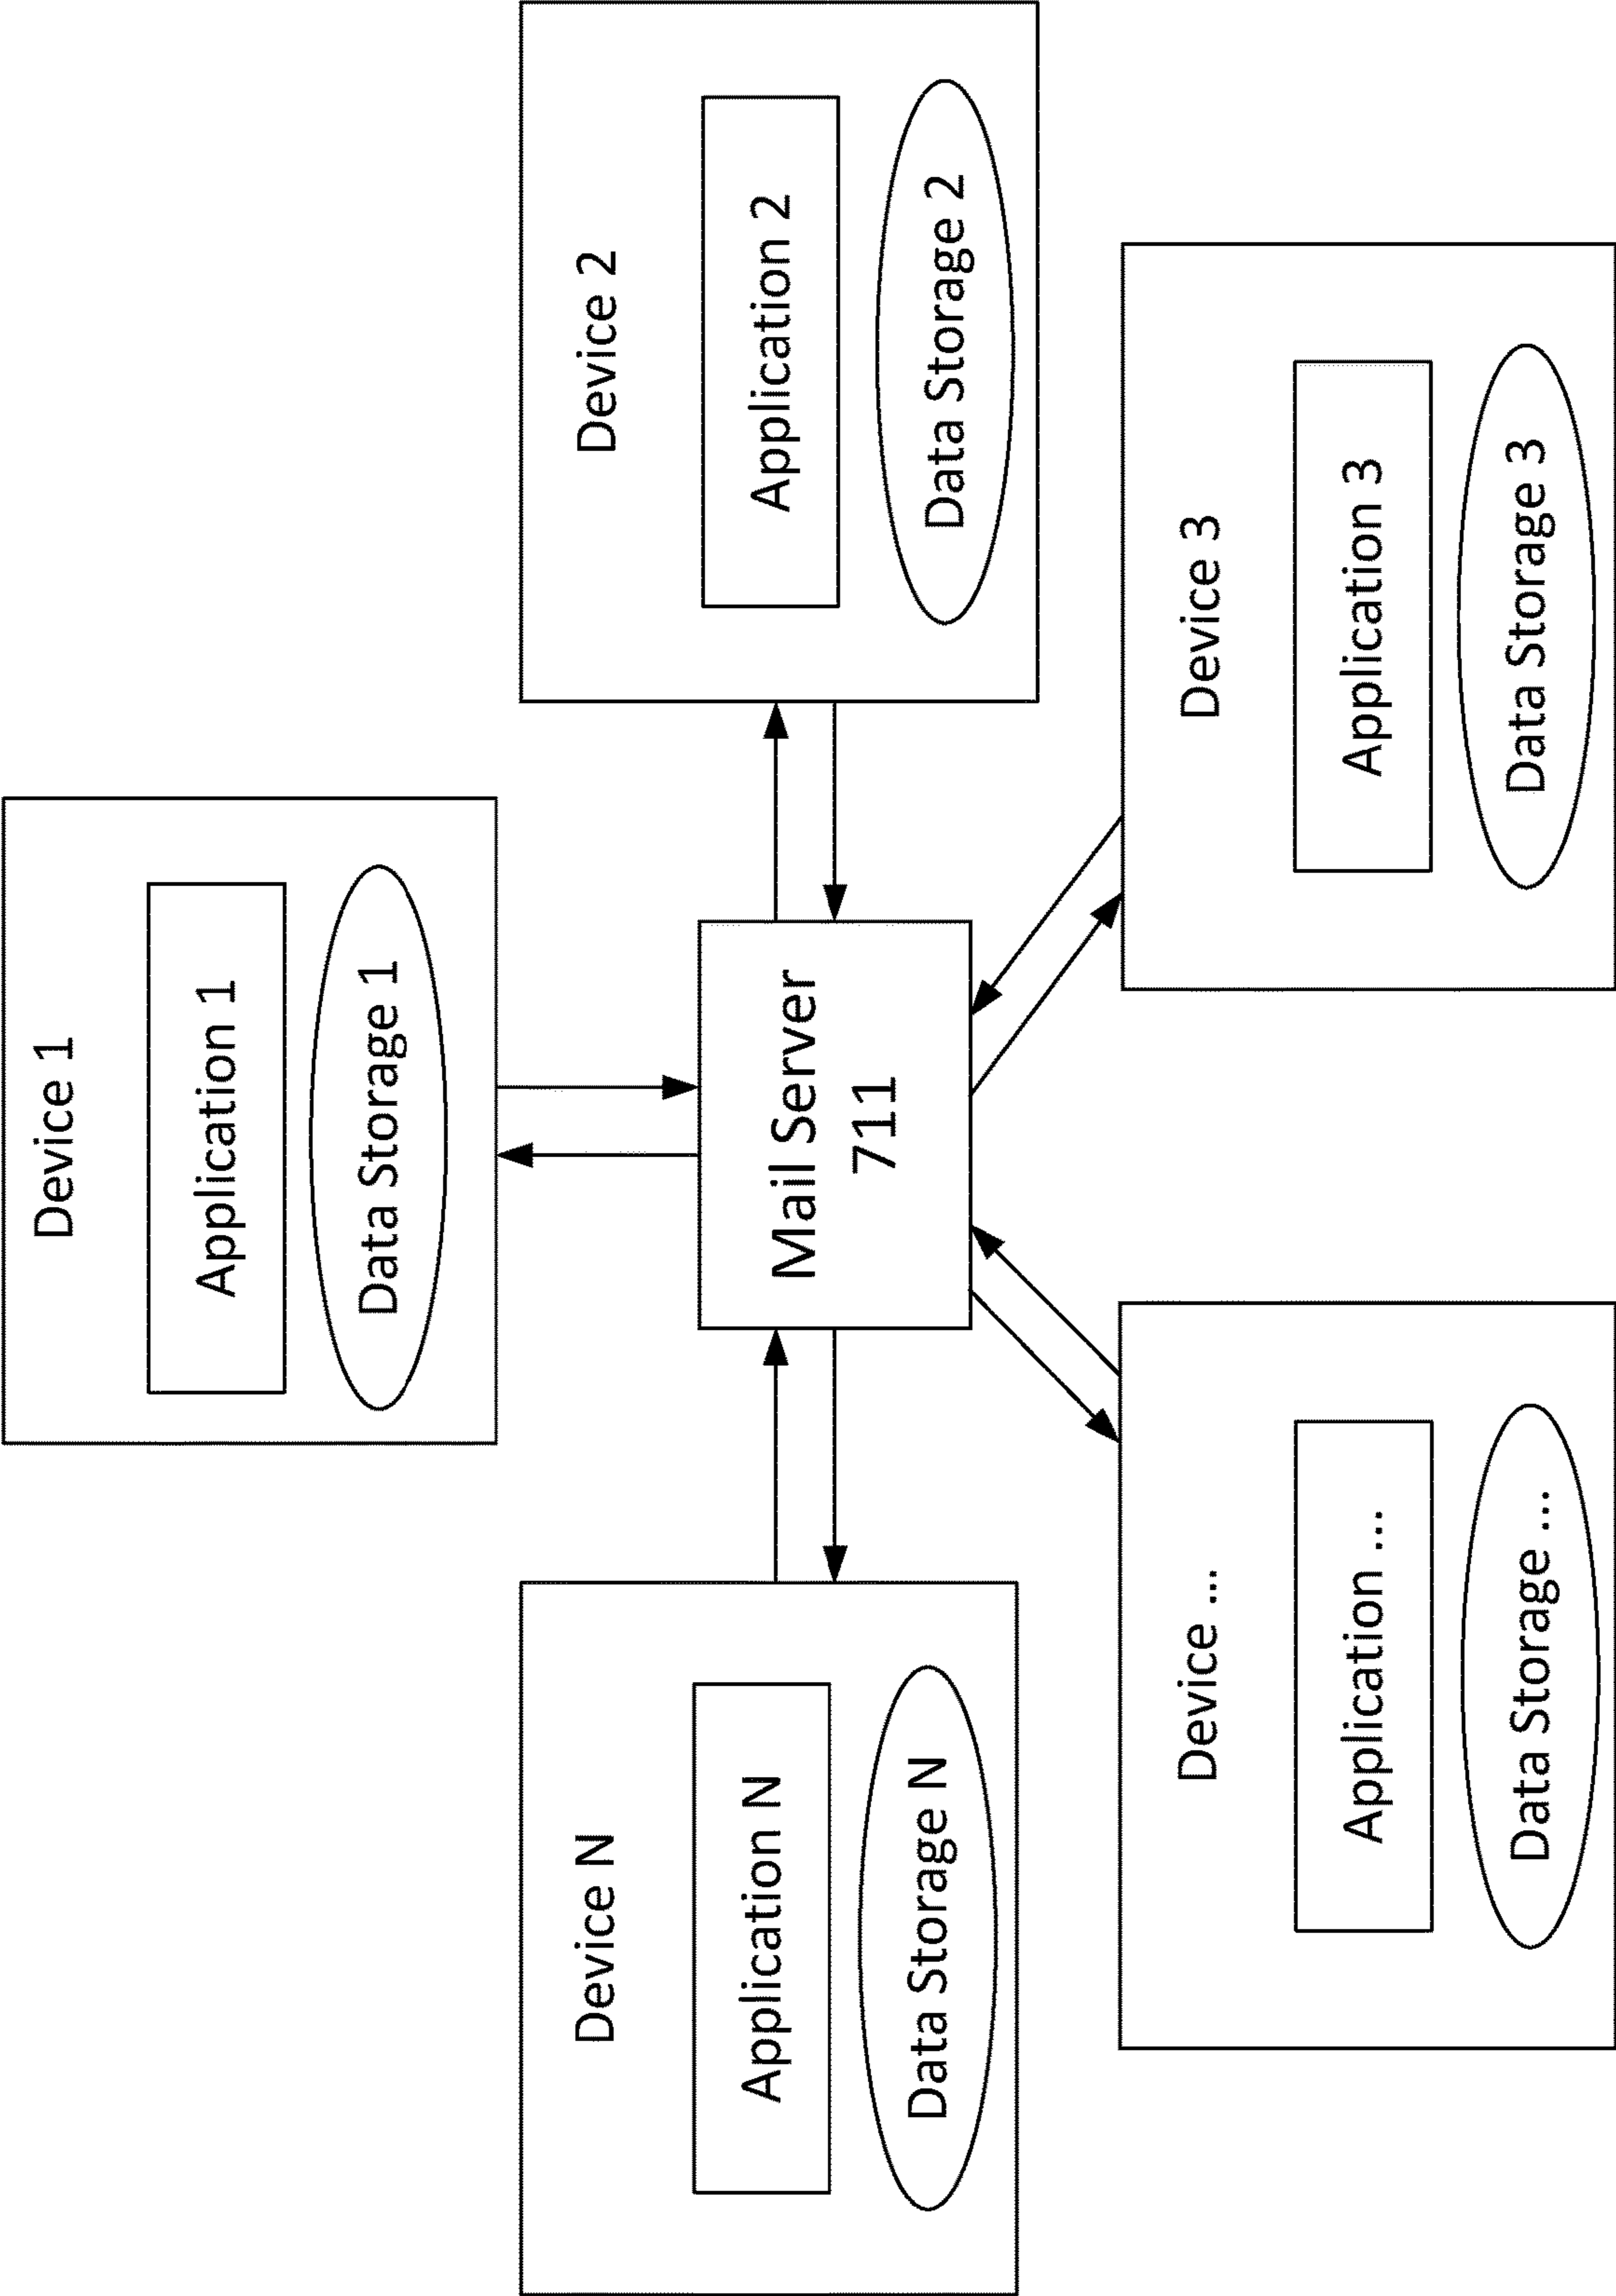 Device 1
Application 1
Data Storage 1
Device N
Application N
Data Storage N
Mail Server
711
Device 2
Application 2
Data Storage 2
Device ...
Application ...
Data Storage ...
Device 3
Application 3
Data Storage 3